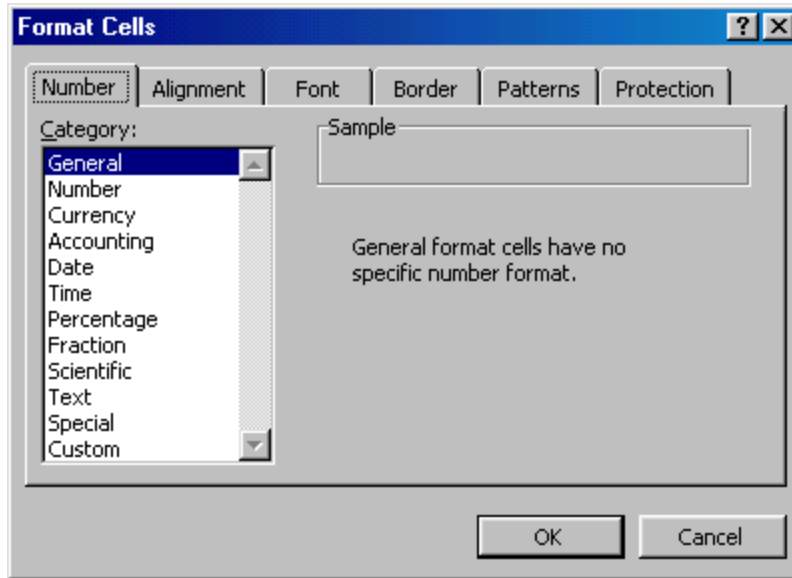 Format Cells
Number Alignment Font Border Patterns Protection
Category:
General
Number
Currency
Accounting
Date
Time
Percentage
Fraction
Scientific
Text
Special
Custom
Sample
General format cells have no
specific number format.
OK Cancel